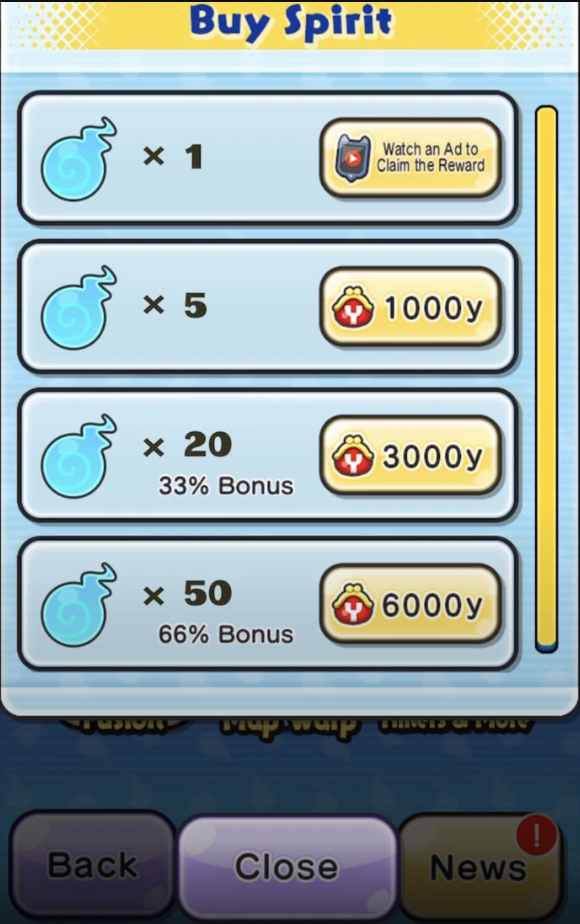 Buy Spirit
× 1
Watch an Ad to
Claim the Reward
× 5
1000y
× 20
33% Bonus
3000y
× 50
66% Bonus
6000y
Fusion
Map Warp
Timers & More
Back
Close
News
!